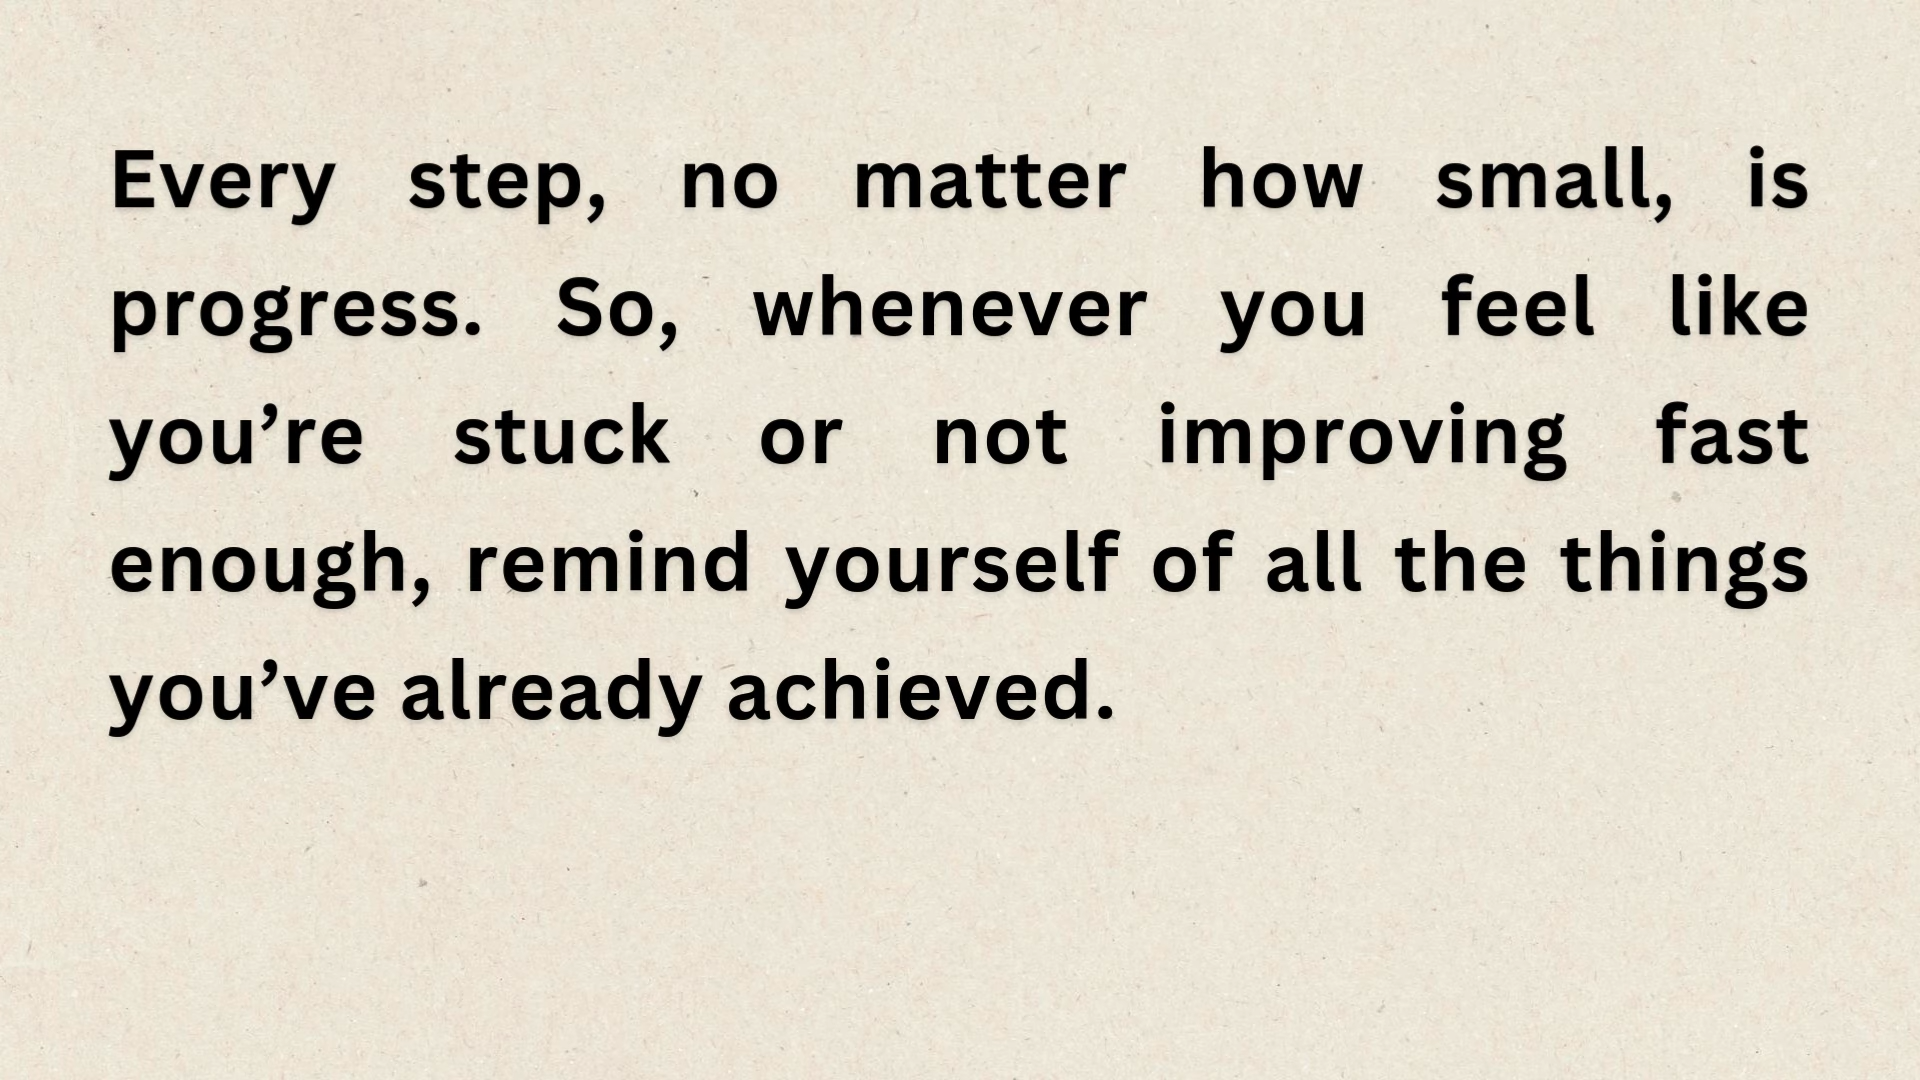 Every step, no matter how small, is
progress. So, whenever you feel like
you’re stuck or not improving fast
enough, remind yourself of all the things
you’ve already achieved.